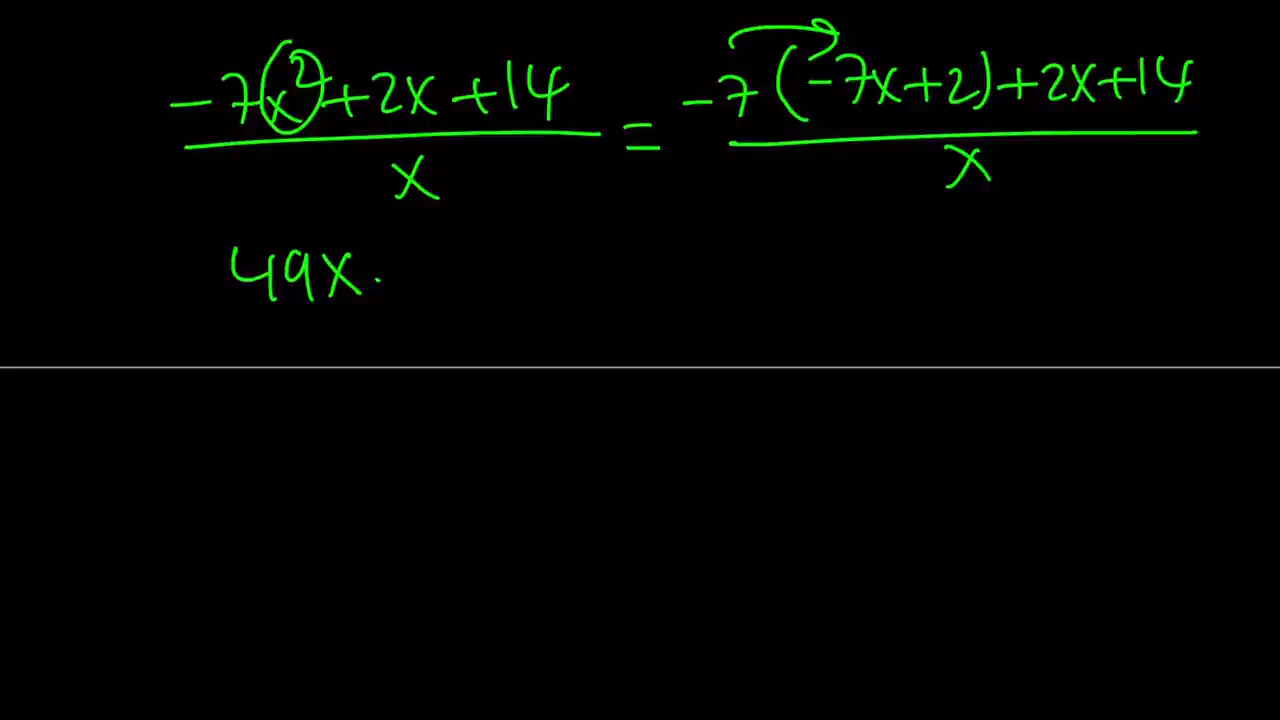 -7x²+2x+14 = -7(-7x+2)+2x+14
x x
49x.